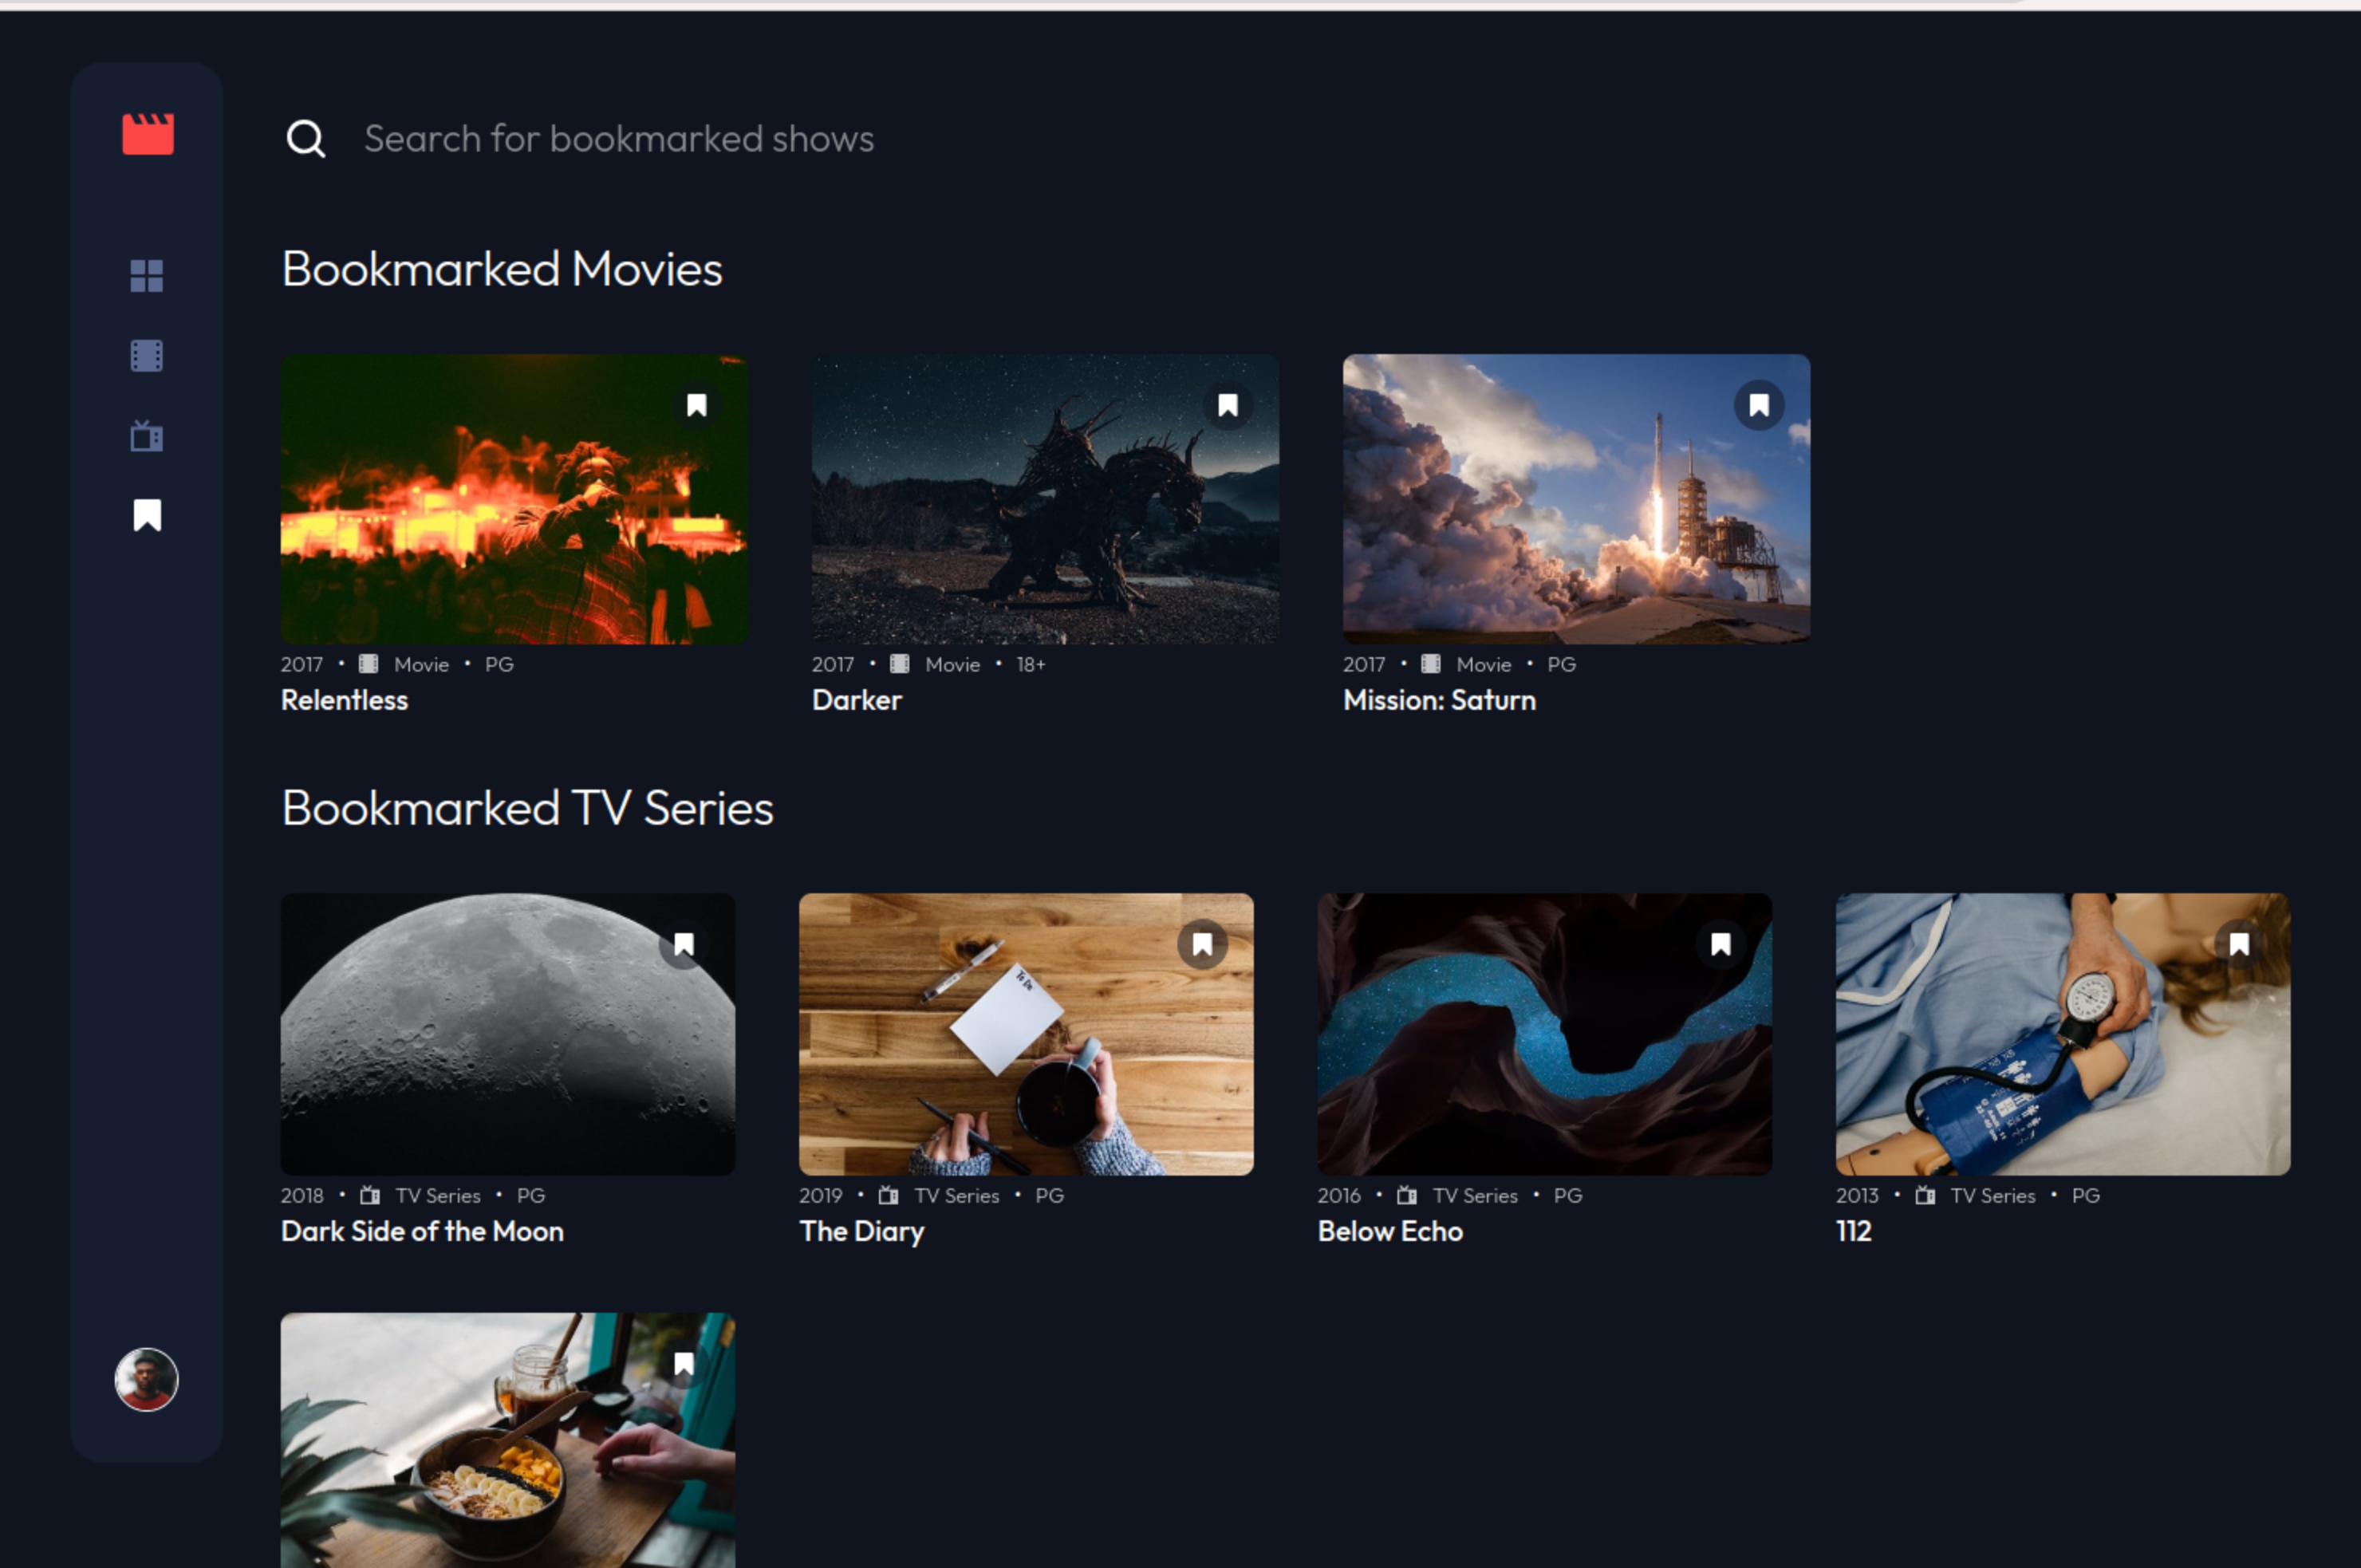 Search for bookmarked shows
Bookmarked Movies
2017 • Movie • PG
Relentless
2017 • Movie • 18+
Darker
2017 • Movie • PG
Mission: Saturn
Bookmarked TV Series
2018 • TV Series • PG
Dark Side of the Moon
To Do
2019 • TV Series • PG
The Diary
2016 • TV Series • PG
Below Echo
2013 • TV Series • PG
112